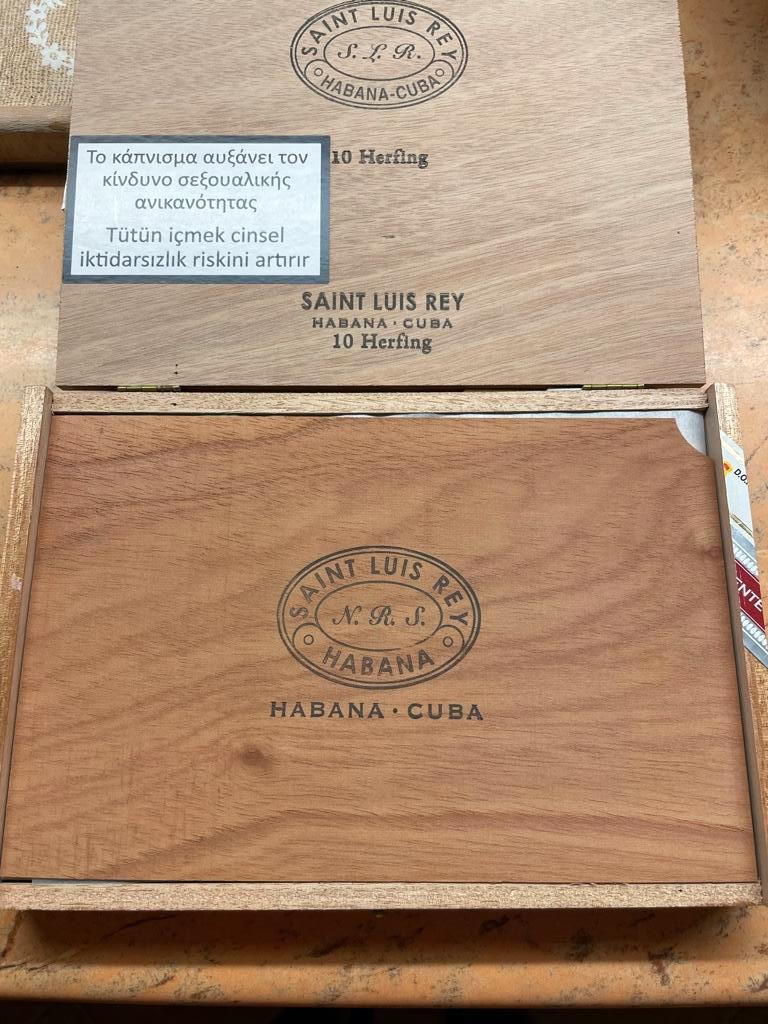 SAINT LUIS REY
S. L. R.
HABANA-CUBA
10 Herfing
Το κάπνισμα αυξάνει τον
κίνδυνο σεξουαλικής
ανικανότητας
Tütün içmek cinsel
iktidarsızlık riskini artırır
SAINT LUIS REY
HABANA · CUBA
10 Herfing
D.O.
SAINT LUIS REY
N. R. S.
HABANA
HABANA · CUBA